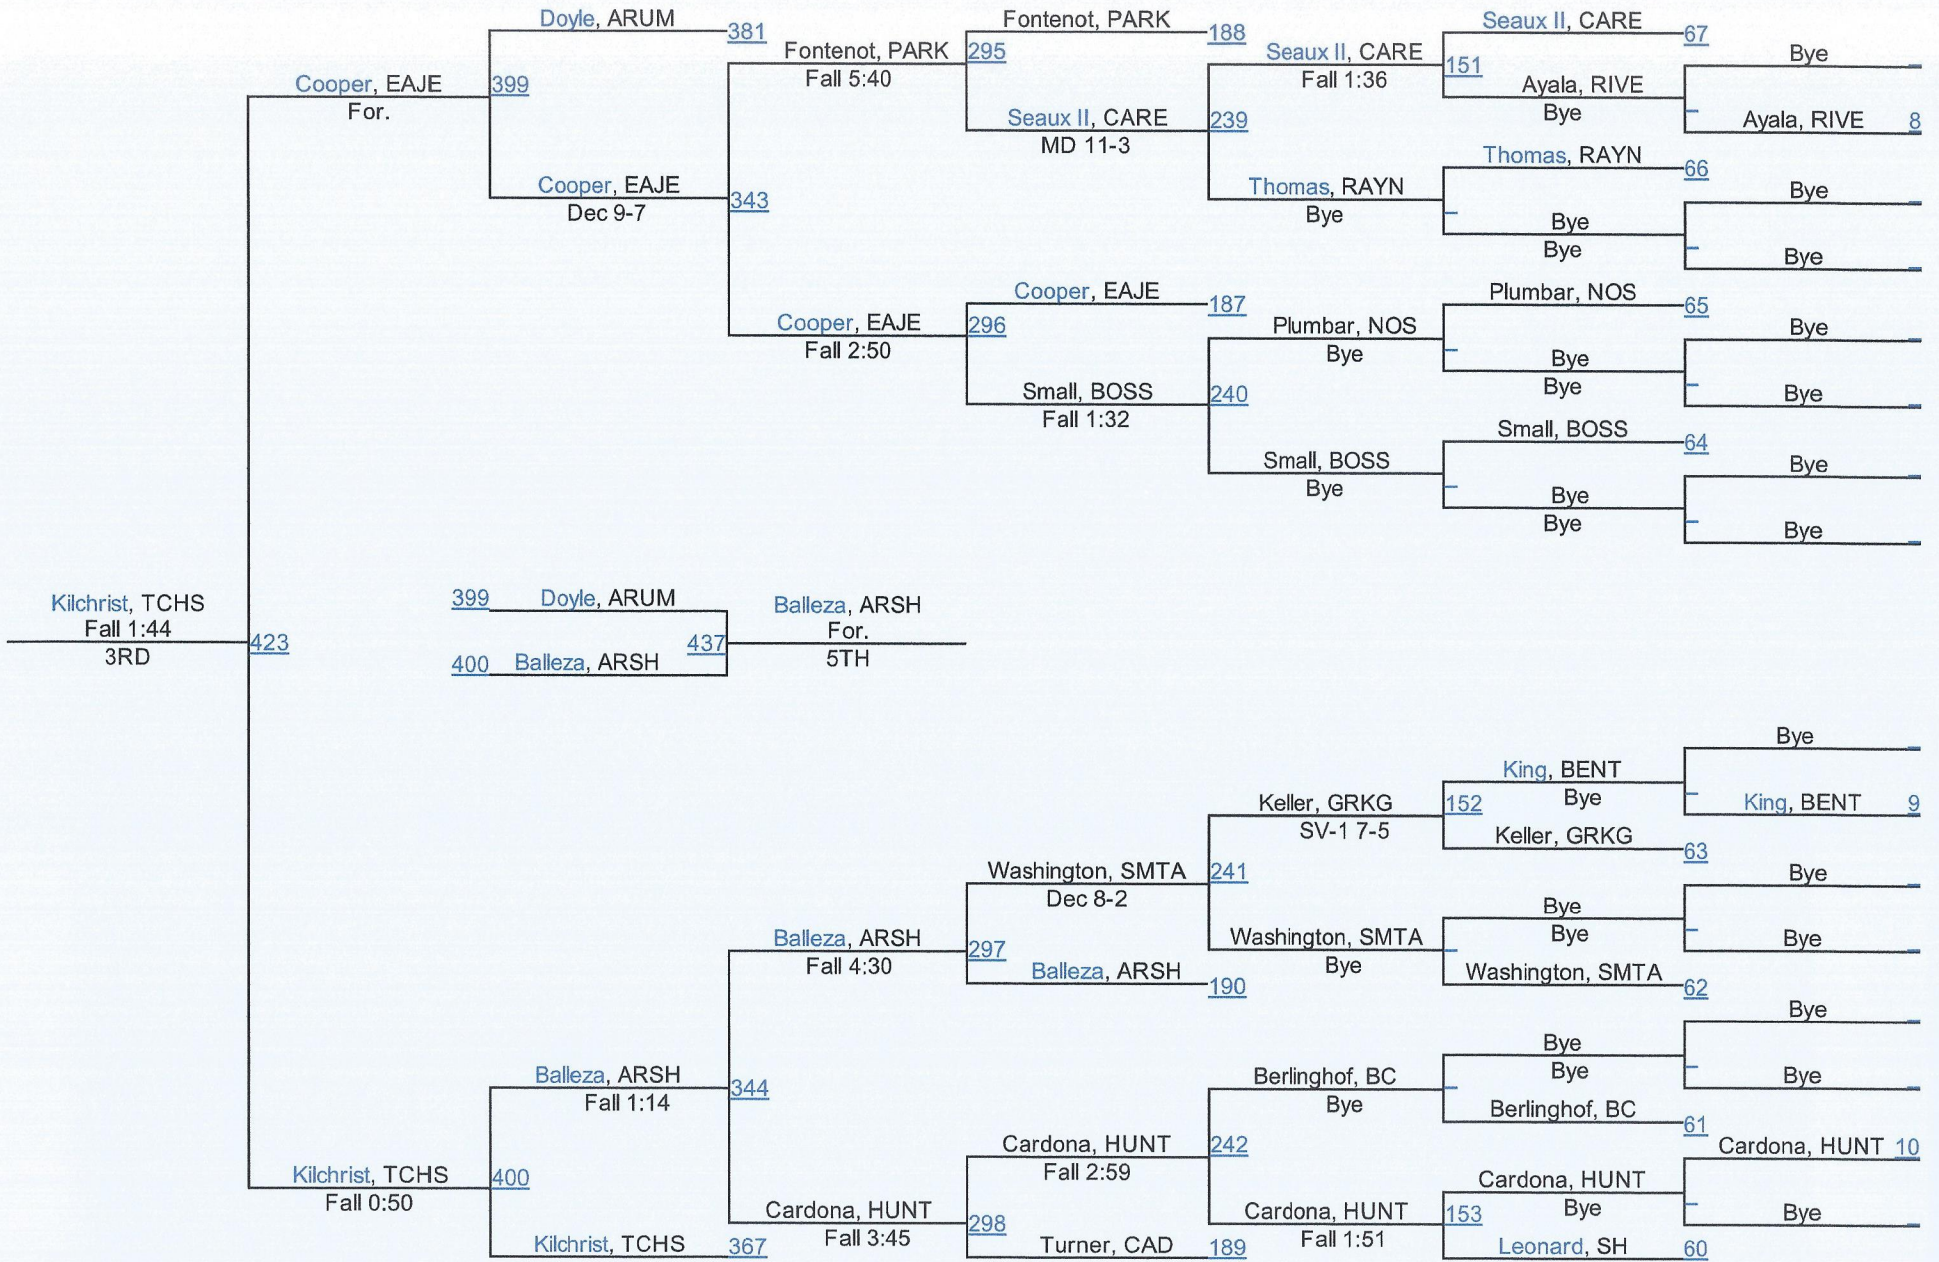 Doyle, ARUM
381
Fontenot, PARK
188
Seaux II, CARE
67
Bye
Fontenot, PARK
295
Seaux II, CARE
151
Fall 5:40
Fall 1:36
Cooper, EAJE
399
Ayala, RIVE
For.
Bye
Seaux II, CARE
239
Ayala, RIVE
8
MD 11-3
Thomas, RAYN
66
Cooper, EAJE
343
Thomas, RAYN
Bye
Dec 9-7
Bye
Bye
Bye
Bye
Cooper, EAJE
187
Plumbar, NOS
65
Cooper, EAJE
296
Plumbar, NOS
Bye
Fall 2:50
Bye
Bye
Bye
Small, BOSS
240
Bye
Fall 1:32
Small, BOSS
64
Small, BOSS
Bye
Bye
Bye
Bye
Bye
Kilchrist, TCHS
Fall 1:44
423
3RD
399
Doyle, ARUM
437
400
Balleza, ARSH
Balleza, ARSH
For.
5TH
Bye
King, BENT
Bye
Keller, GRKG
152
King, BENT
9
SV-1 7-5
Keller, GRKG
63
Washington, SMTA
241
Bye
Dec 8-2
Bye
Balleza, ARSH
297
Washington, SMTA
Bye
Bye
Fall 4:30
Bye
Balleza, ARSH
190
Washington, SMTA
62
Bye
Bye
Balleza, ARSH
344
Berlinghof, BC
Bye
Bye
Fall 1:14
Bye
Berlinghof, BC
61
Cardona, HUNT
242
Cardona, HUNT
10
Fall 2:59
Kilchrist, TCHS
400
Cardona, HUNT
Fall 0:50
Bye
Cardona, HUNT
298
Cardona, HUNT
153
Bye
Fall 3:45
Fall 1:51
Kilchrist, TCHS
367
Turner, CAD
189
Leonard, SH
60